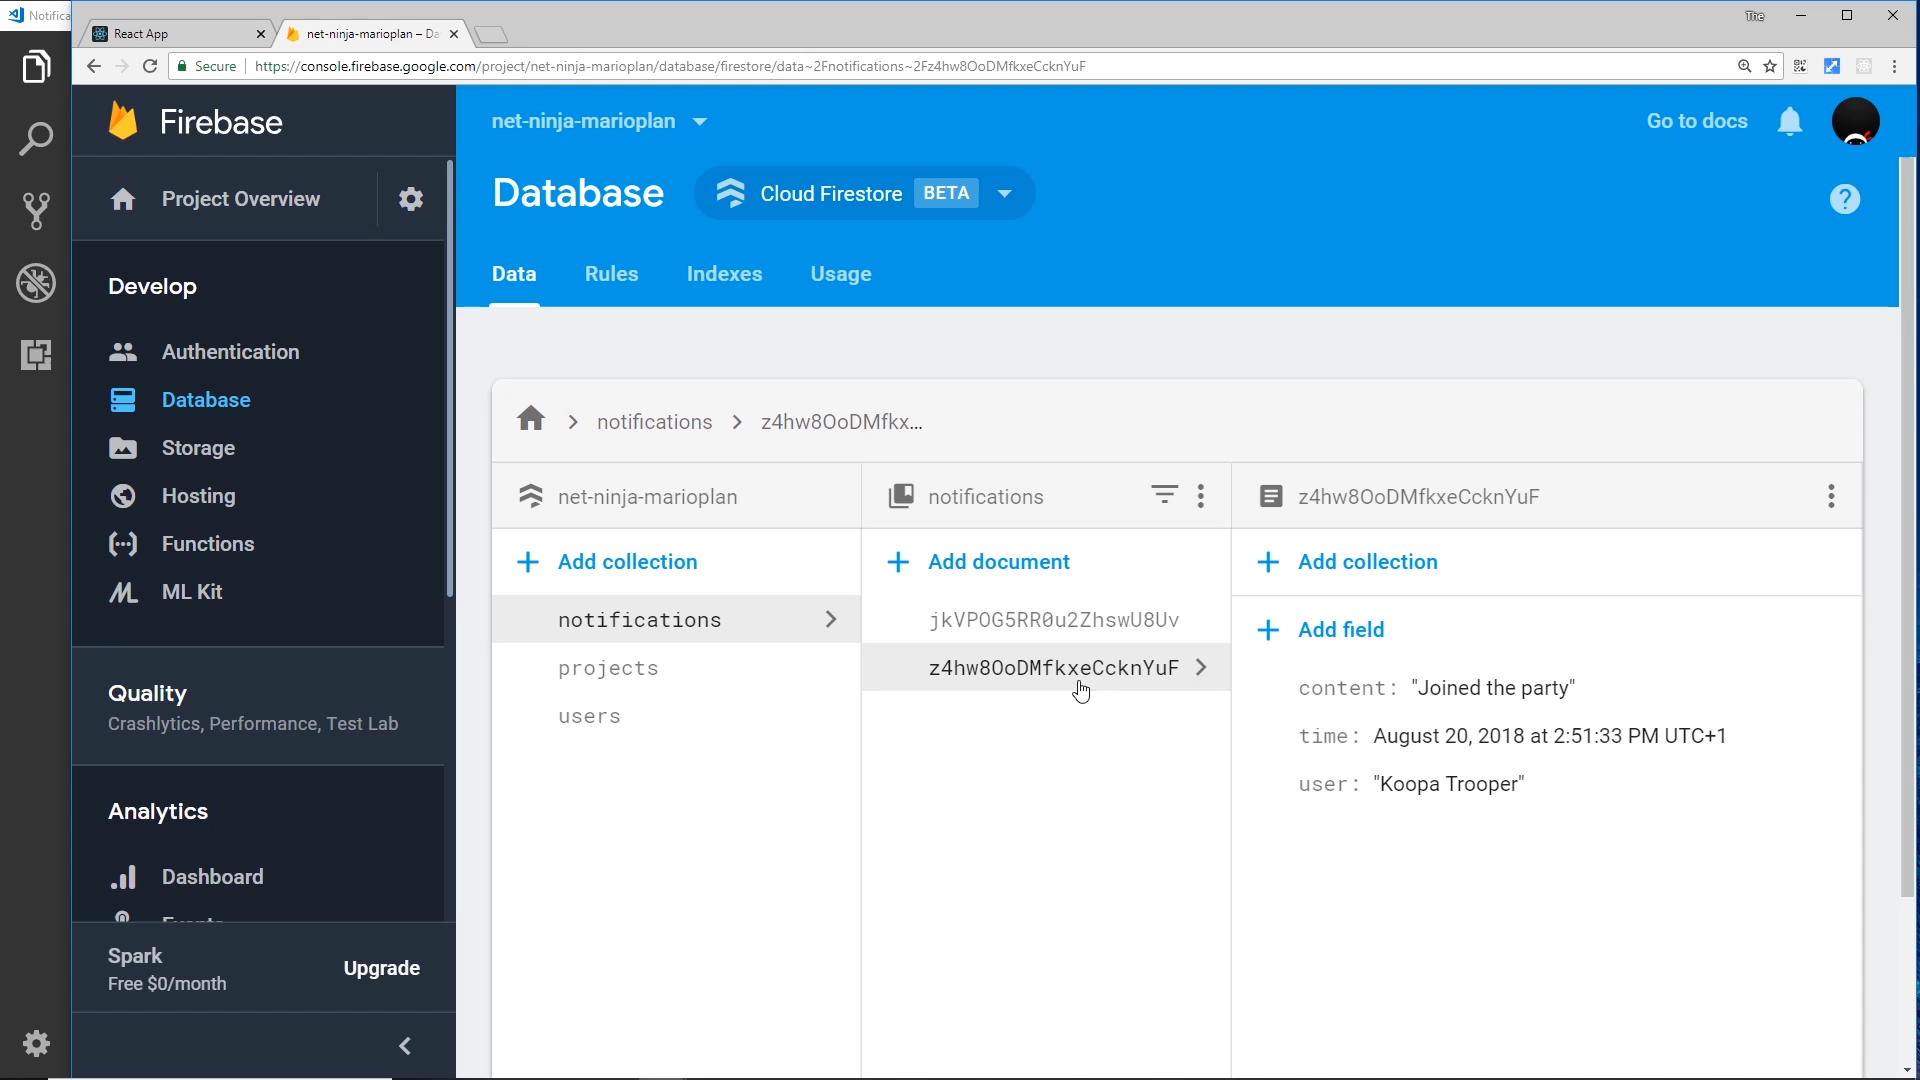 Notifica
React App
net-ninja-marioplan – Da
The
Secure
https://console.firebase.google.com/project/net-ninja-marioplan/database/firestore/data~2Fnotifications~2Fz4hw8OoDMfkxeCcknYuF
Firebase
net-ninja-marioplan
Go to docs
Project Overview
Database
Cloud Firestore
BETA
Data
Rules
Indexes
Usage
Develop
Authentication
Database
Storage
Hosting
Functions
ML Kit
Quality
Crashlytics, Performance, Test Lab
Analytics
Dashboard
Spark
Free $0/month
Upgrade
notifications
z4hw8OoDMfkx...
net-ninja-marioplan
Add collection
notifications
projects
users
notifications
Add document
jkVPOG5RR0u2ZhswU8Uv
z4hw8OoDMfkxeCcknYuF
z4hw8OoDMfkxeCcknYuF
Add collection
Add field
content: "Joined the party"
time: August 20, 2018 at 2:51:33 PM UTC+1
user: "Koopa Trooper"